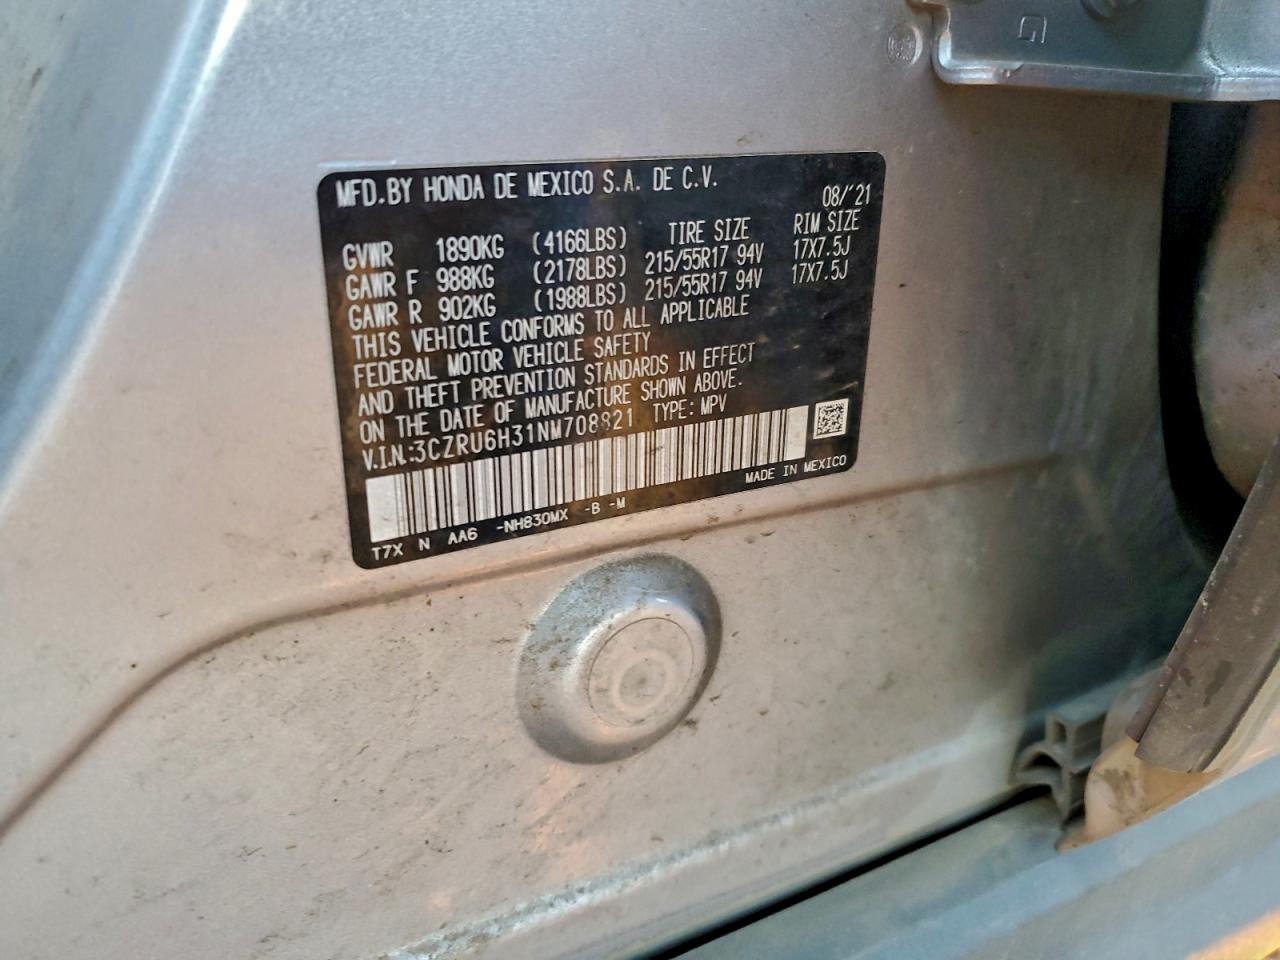 MFD.BY HONDA DE MEXICO S.A. DE C.V.
08/'21
GVWR 1890KG (4166LBS) TIRE SIZE RIM SIZE
GAWR F 988KG (2178LBS) 215/55R17 94V 17X7.5J
GAWR R 902KG (1988LBS) 215/55R17 94V 17X7.5J
THIS VEHICLE CONFORMS TO ALL APPLICABLE
FEDERAL MOTOR VEHICLE SAFETY
AND THEFT PREVENTION STANDARDS IN EFFECT
ON THE DATE OF MANUFACTURE SHOWN ABOVE.
V.I.N.:3CZRU6H31NM708821 TYPE: MPV
MADE IN MEXICO
T7X N AA6 -NH830MX -B -M